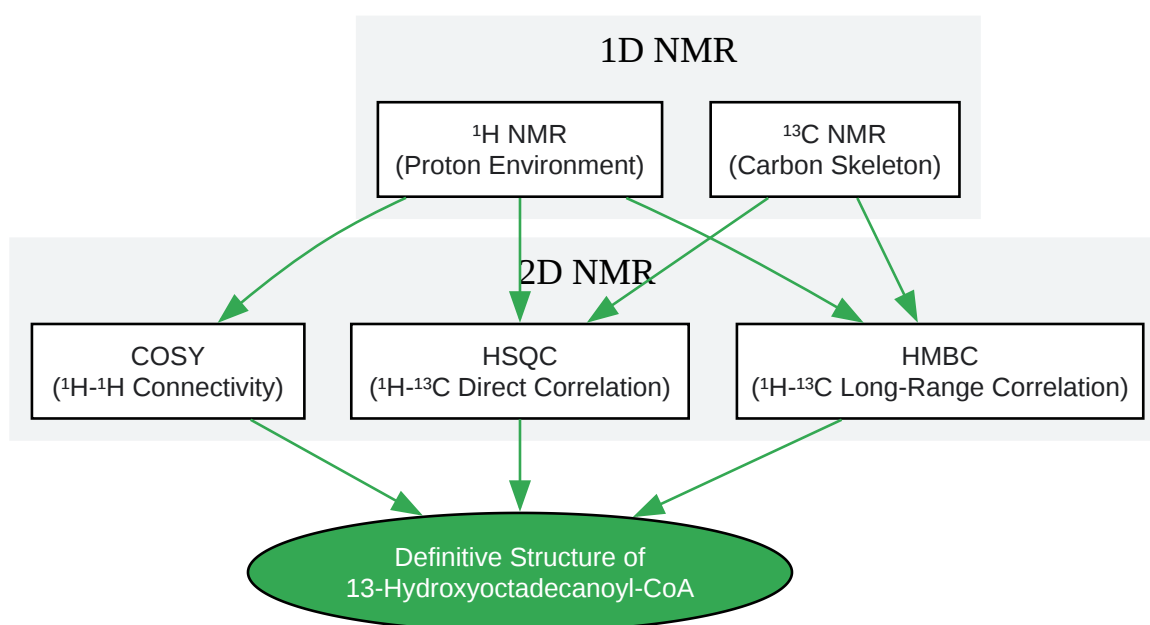 1D NMR
¹H NMR
(Proton Environment)
¹³C NMR
(Carbon Skeleton)
2D NMR
COSY
(¹H-¹H Connectivity)
HSQC
(¹H-¹³C Direct Correlation)
HMBC
(¹H-¹³C Long-Range Correlation)
Definitive Structure of
13-Hydroxyoctadecanoyl-CoA